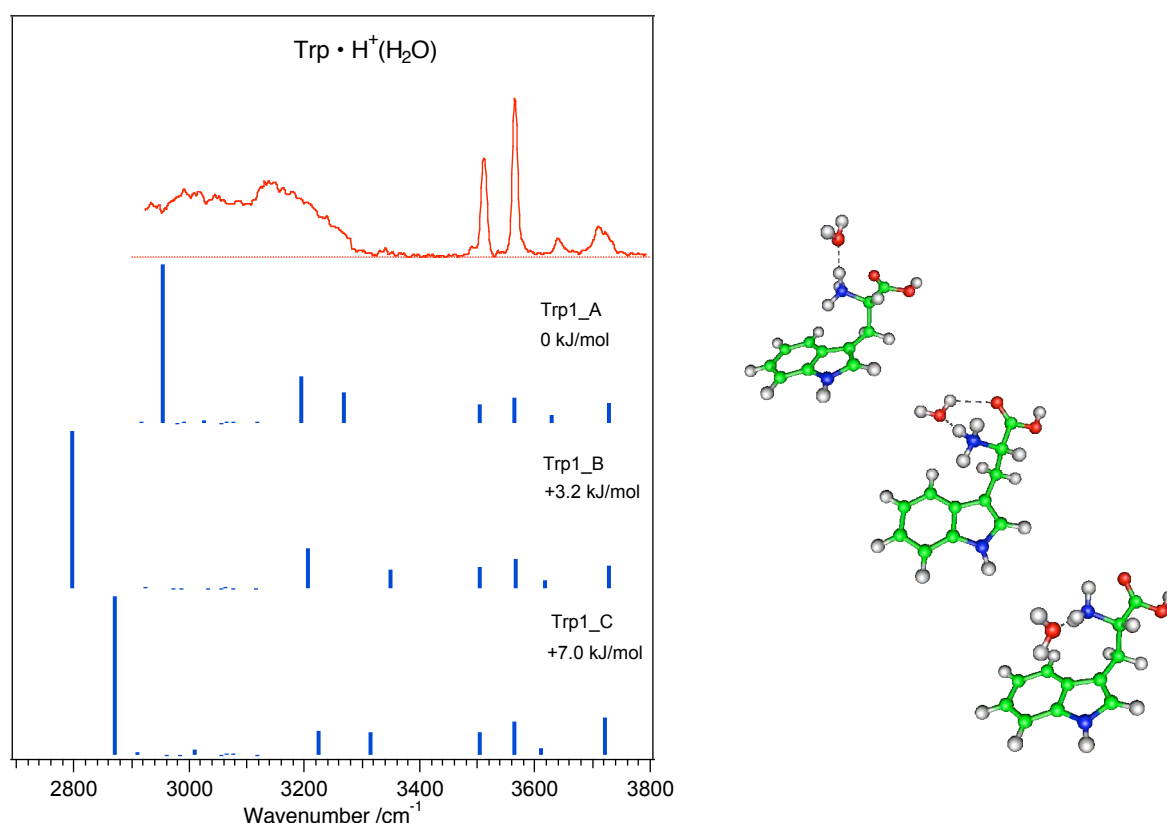 Trp • H⁺(H₂O)
Trp1_A
0 kJ/mol
Trp1_B
+3.2 kJ/mol
Trp1_C
+7.0 kJ/mol
2800 3000 3200 3400 3600 3800
Wavenumber /cm⁻¹